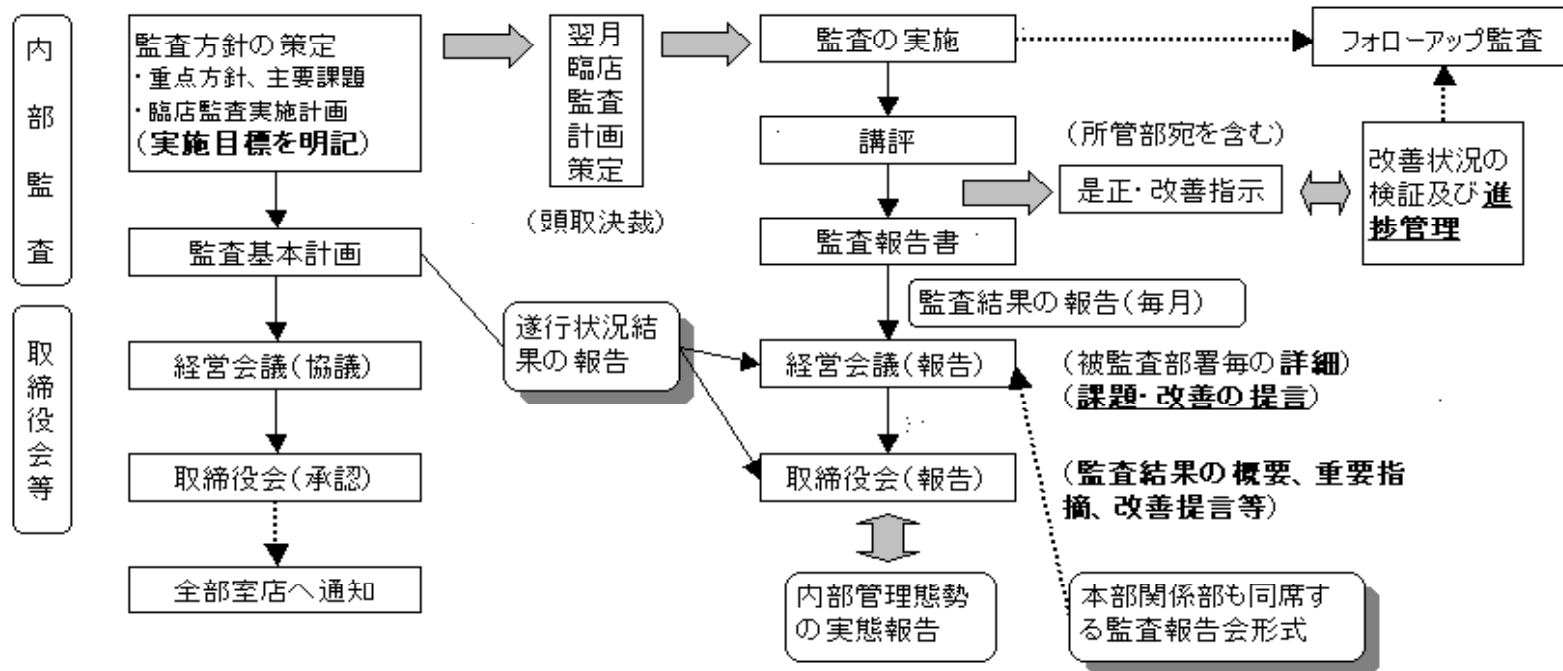 内部監査
監査方針の策定
・重点方針、主要課題
・臨店監査実施計画
(実施目標を明記)
監査基本計画
翌月
臨店
監査
計画
策定
(頭取決裁)
監査の実施
講評
監査報告書
フォローアップ監査
(所管部宛を含む)
是正・改善指示
改善状況の
検証及び進
捗管理
監査結果の報告(毎月)
取締役会等
経営会議(協議)
取締役会(承認)
全部室店へ通知
遂行状況結
果の報告
経営会議(報告)
取締役会(報告)
(被監査部署毎の詳細)
(課題・改善の提言)
(監査結果の概要、重要指
摘、改善提言等)
内部管理態勢
の実態報告
本部関係部も同席す
る監査報告会形式